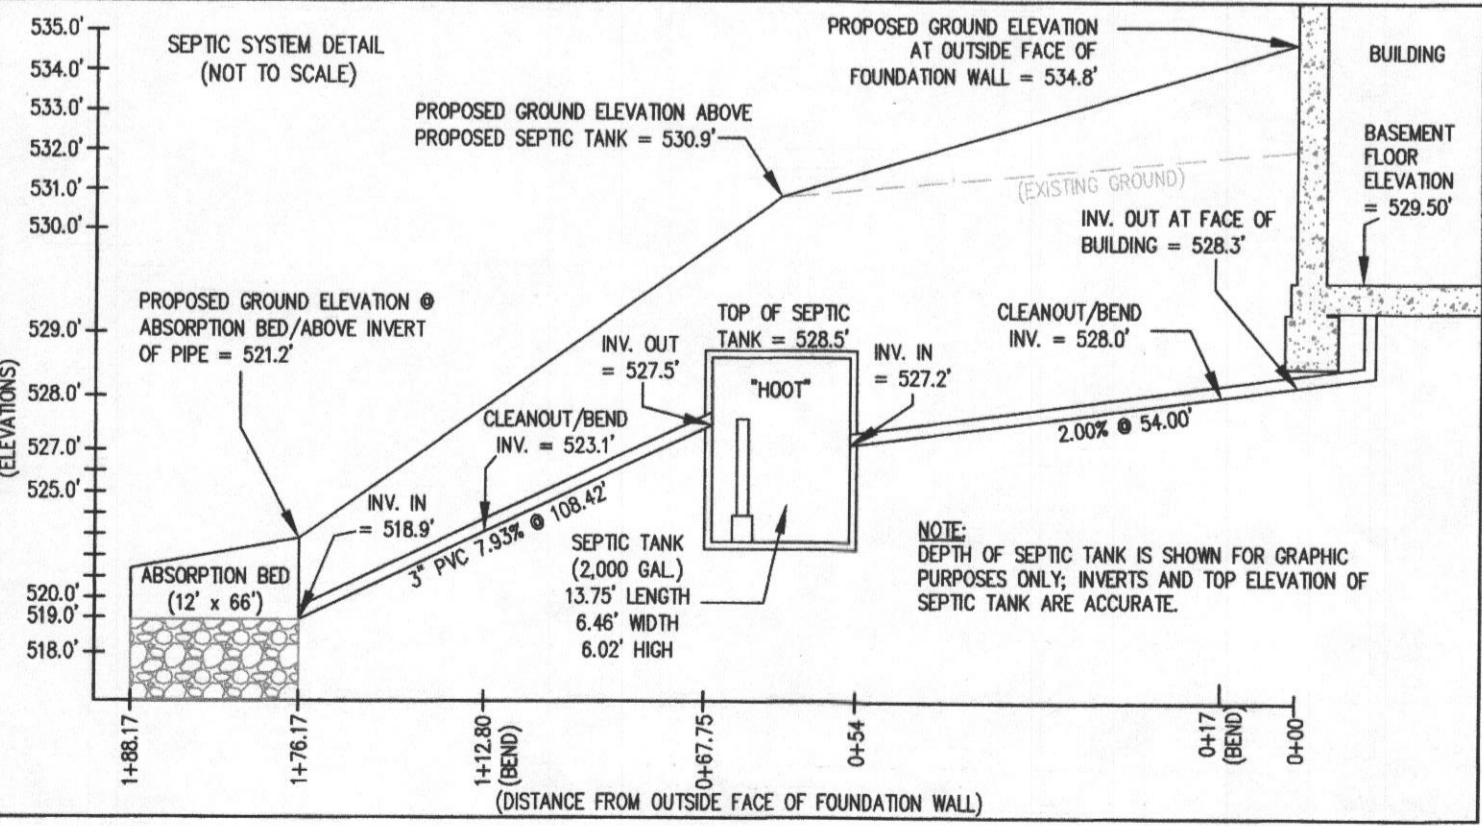 SEPTIC SYSTEM DETAIL
(NOT TO SCALE)
(ELEVATIONS)
535.0'
534.0'
533.0'
532.0'
531.0'
530.0'
529.0'
528.0'
527.0'
525.0'
520.0'
519.0'
518.0'
PROPOSED GROUND ELEVATION
AT OUTSIDE FACE OF
FOUNDATION WALL = 534.8'
BUILDING
PROPOSED GROUND ELEVATION ABOVE
PROPOSED SEPTIC TANK = 530.9'
BASEMENT
FLOOR
ELEVATION
= 529.50'
(EXISTING GROUND)
INV. OUT AT FACE OF
BUILDING = 528.3'
PROPOSED GROUND ELEVATION @
ABSORPTION BED/ABOVE INVERT
OF PIPE = 521.2'
INV. OUT
= 527.5'
TOP OF SEPTIC
TANK = 528.5'
"HOOT"
INV. IN
= 527.2'
CLEANOUT/BEND
INV. = 528.0'
2.00% @ 54.00'
CLEANOUT/BEND
INV. = 523.1'
INV. IN
= 518.9'
3" PVC 7.93% @ 108.42'
ABSORPTION BED
(12' x 66')
SEPTIC TANK
(2,000 GAL.)
13.75' LENGTH
6.46' WIDTH
6.02' HIGH
NOTE:
DEPTH OF SEPTIC TANK IS SHOWN FOR GRAPHIC
PURPOSES ONLY; INVERTS AND TOP ELEVATION OF
SEPTIC TANK ARE ACCURATE.
1+88.17
1+76.17
1+12.80
(BEND)
0+67.75
0+54
0+17
(BEND)
0+00
(DISTANCE FROM OUTSIDE FACE OF FOUNDATION WALL)